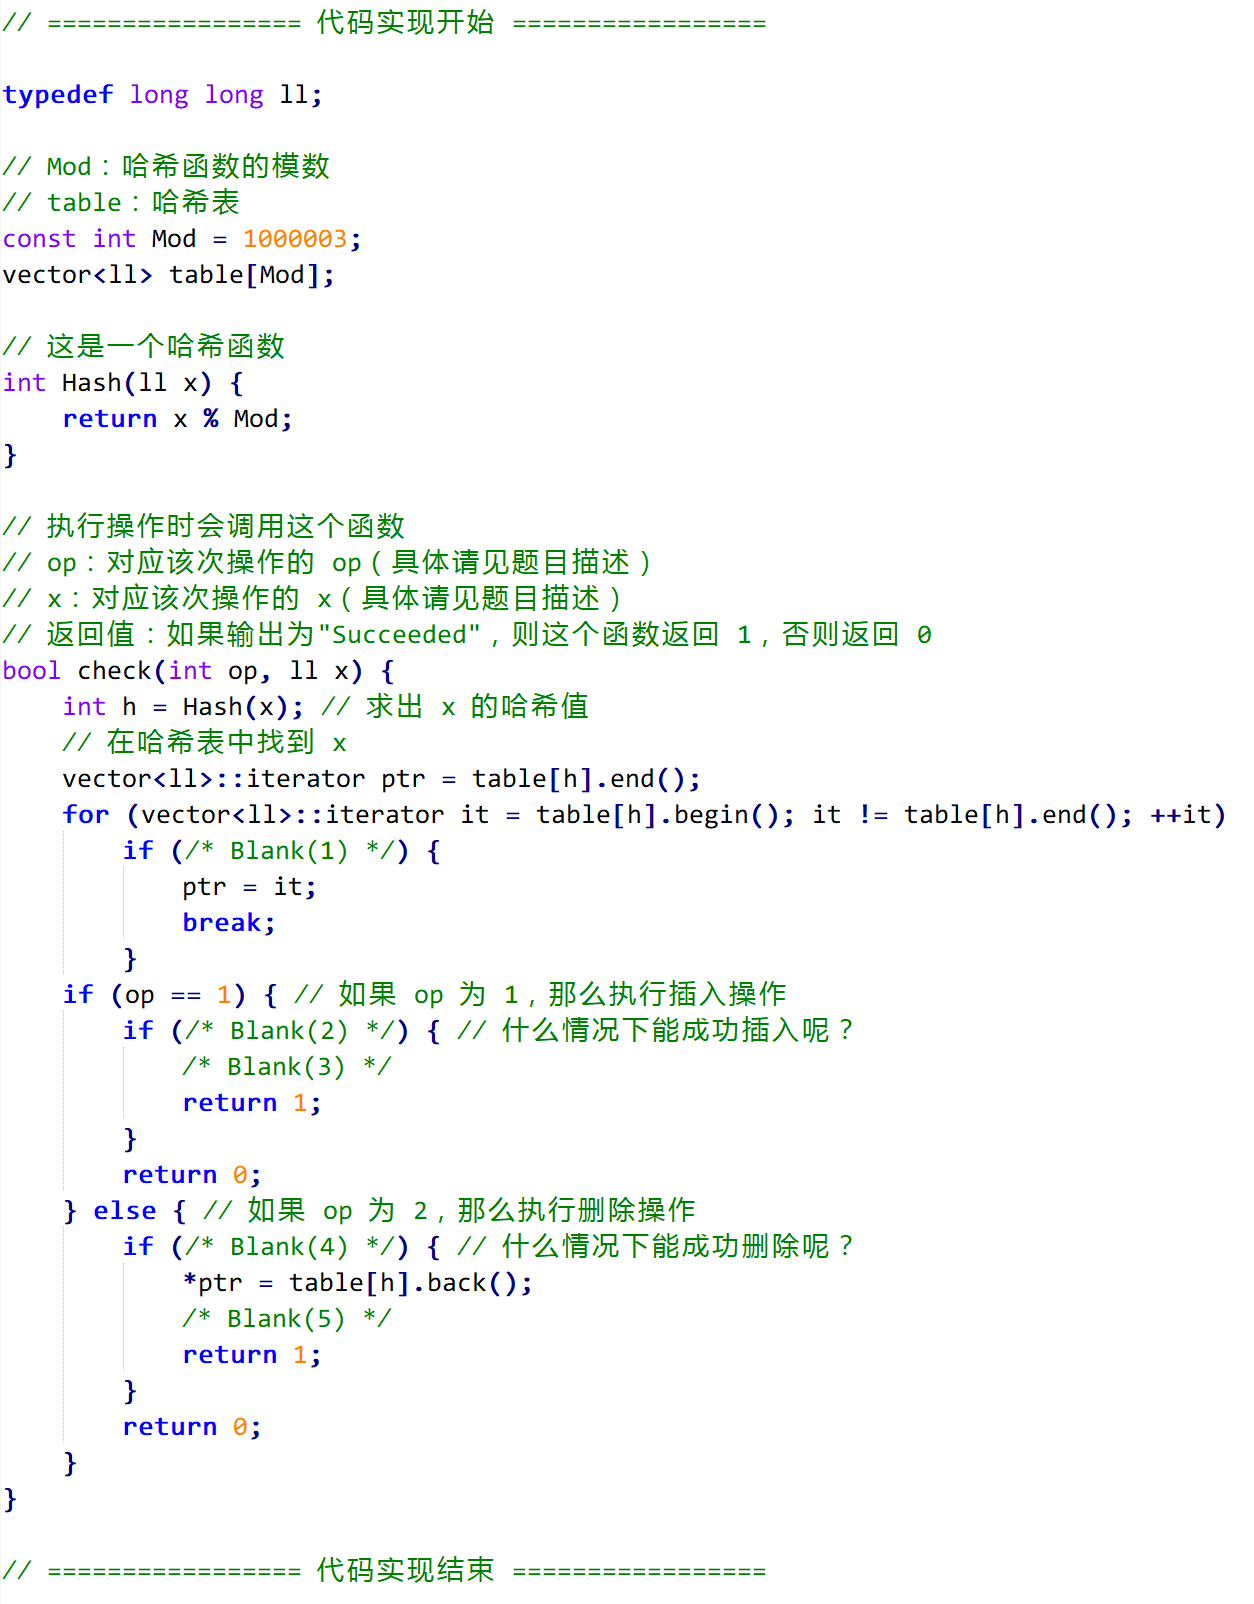 // ================= 代码实现开始 =================
typedef long long ll;
// Mod：哈希函数的模数
// table：哈希表
const int Mod = 1000003;
vector<ll> table[Mod];
// 这是一个哈希函数
int Hash(ll x) {
    return x % Mod;
}
// 执行操作时会调用这个函数
// op：对应该次操作的 op（具体请见题目描述）
// x：对应该次操作的 x（具体请见题目描述）
// 返回值：如果输出为"Succeeded"，则这个函数返回 1，否则返回 0
bool check(int op, ll x) {
    int h = Hash(x); // 求出 x 的哈希值
    // 在哈希表中找到 x
    vector<ll>::iterator ptr = table[h].end();
    for (vector<ll>::iterator it = table[h].begin(); it != table[h].end(); ++it)
        if (/* Blank(1) */) {
            ptr = it;
            break;
        }
    if (op == 1) { // 如果 op 为 1，那么执行插入操作
        if (/* Blank(2) */) { // 什么情况下能成功插入呢？
            /* Blank(3) */
            return 1;
        }
        return 0;
    } else { // 如果 op 为 2，那么执行删除操作
        if (/* Blank(4) */) { // 什么情况下能成功删除呢？
            *ptr = table[h].back();
            /* Blank(5) */
            return 1;
        }
        return 0;
    }
}
// ================= 代码实现结束 =================